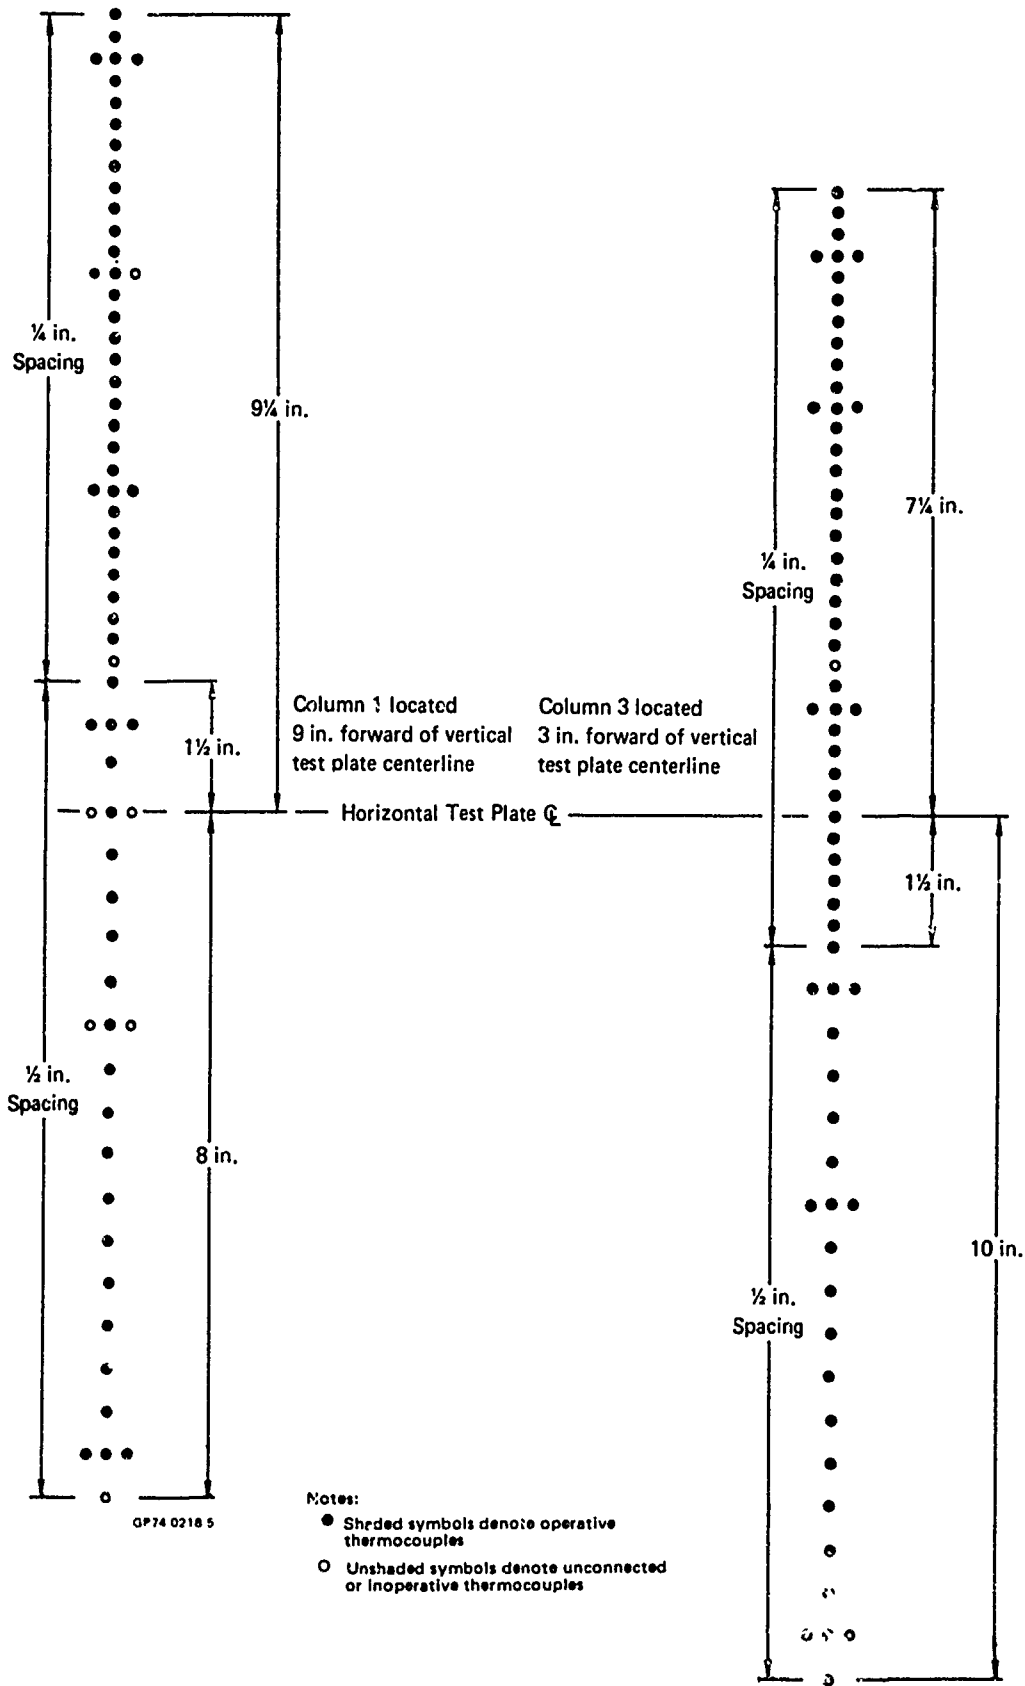 ¼ in.
Spacing
9¼ in.
7¼ in.
¼ in.
Spacing
Column 1 located
9 in. forward of vertical
test plate centerline
Column 3 located
3 in. forward of vertical
test plate centerline
1½ in.
Horizontal Test Plate ℄
1½ in.
½ in.
Spacing
8 in.
10 in.
½ in.
Spacing
GP74 0218 5
Notes:
● Shaded symbols denote operative
thermocouples
○ Unshaded symbols denote unconnected
or inoperative thermocouples